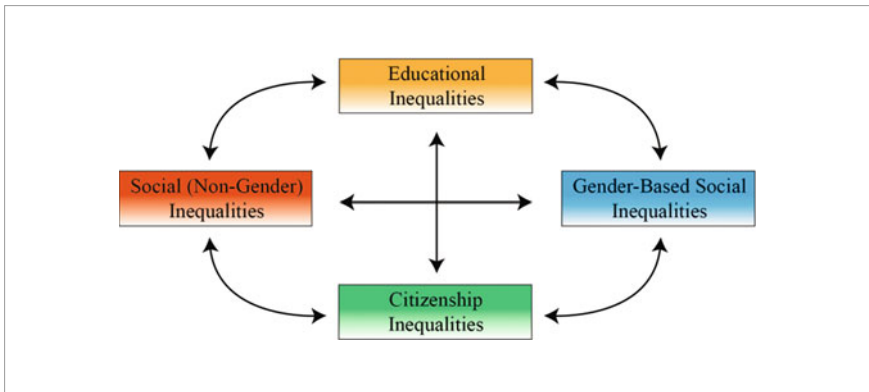 Educational
Inequalities
Social (Non-Gender)
Inequalities
Gender-Based Social
Inequalities
Citizenship
Inequalities